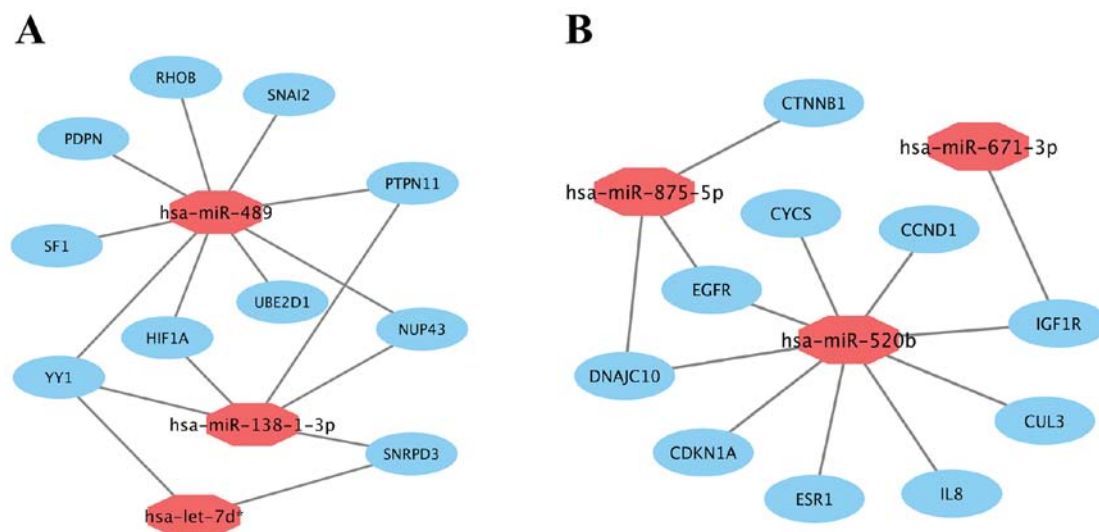 A
RHOB
SNAI2
PDPN
PTPN11
hsa-miR-489
SF1
UBE2D1
NUP43
HIF1A
YY1
hsa-miR-138-1-3p
SNRPD3
hsa-let-7d*
B
CTNNB1
hsa-miR-671-3p
hsa-miR-875-5p
CYCS
CCND1
EGFR
IGF1R
hsa-miR-520b
DNAJC10
CUL3
CDKN1A
IL8
ESR1